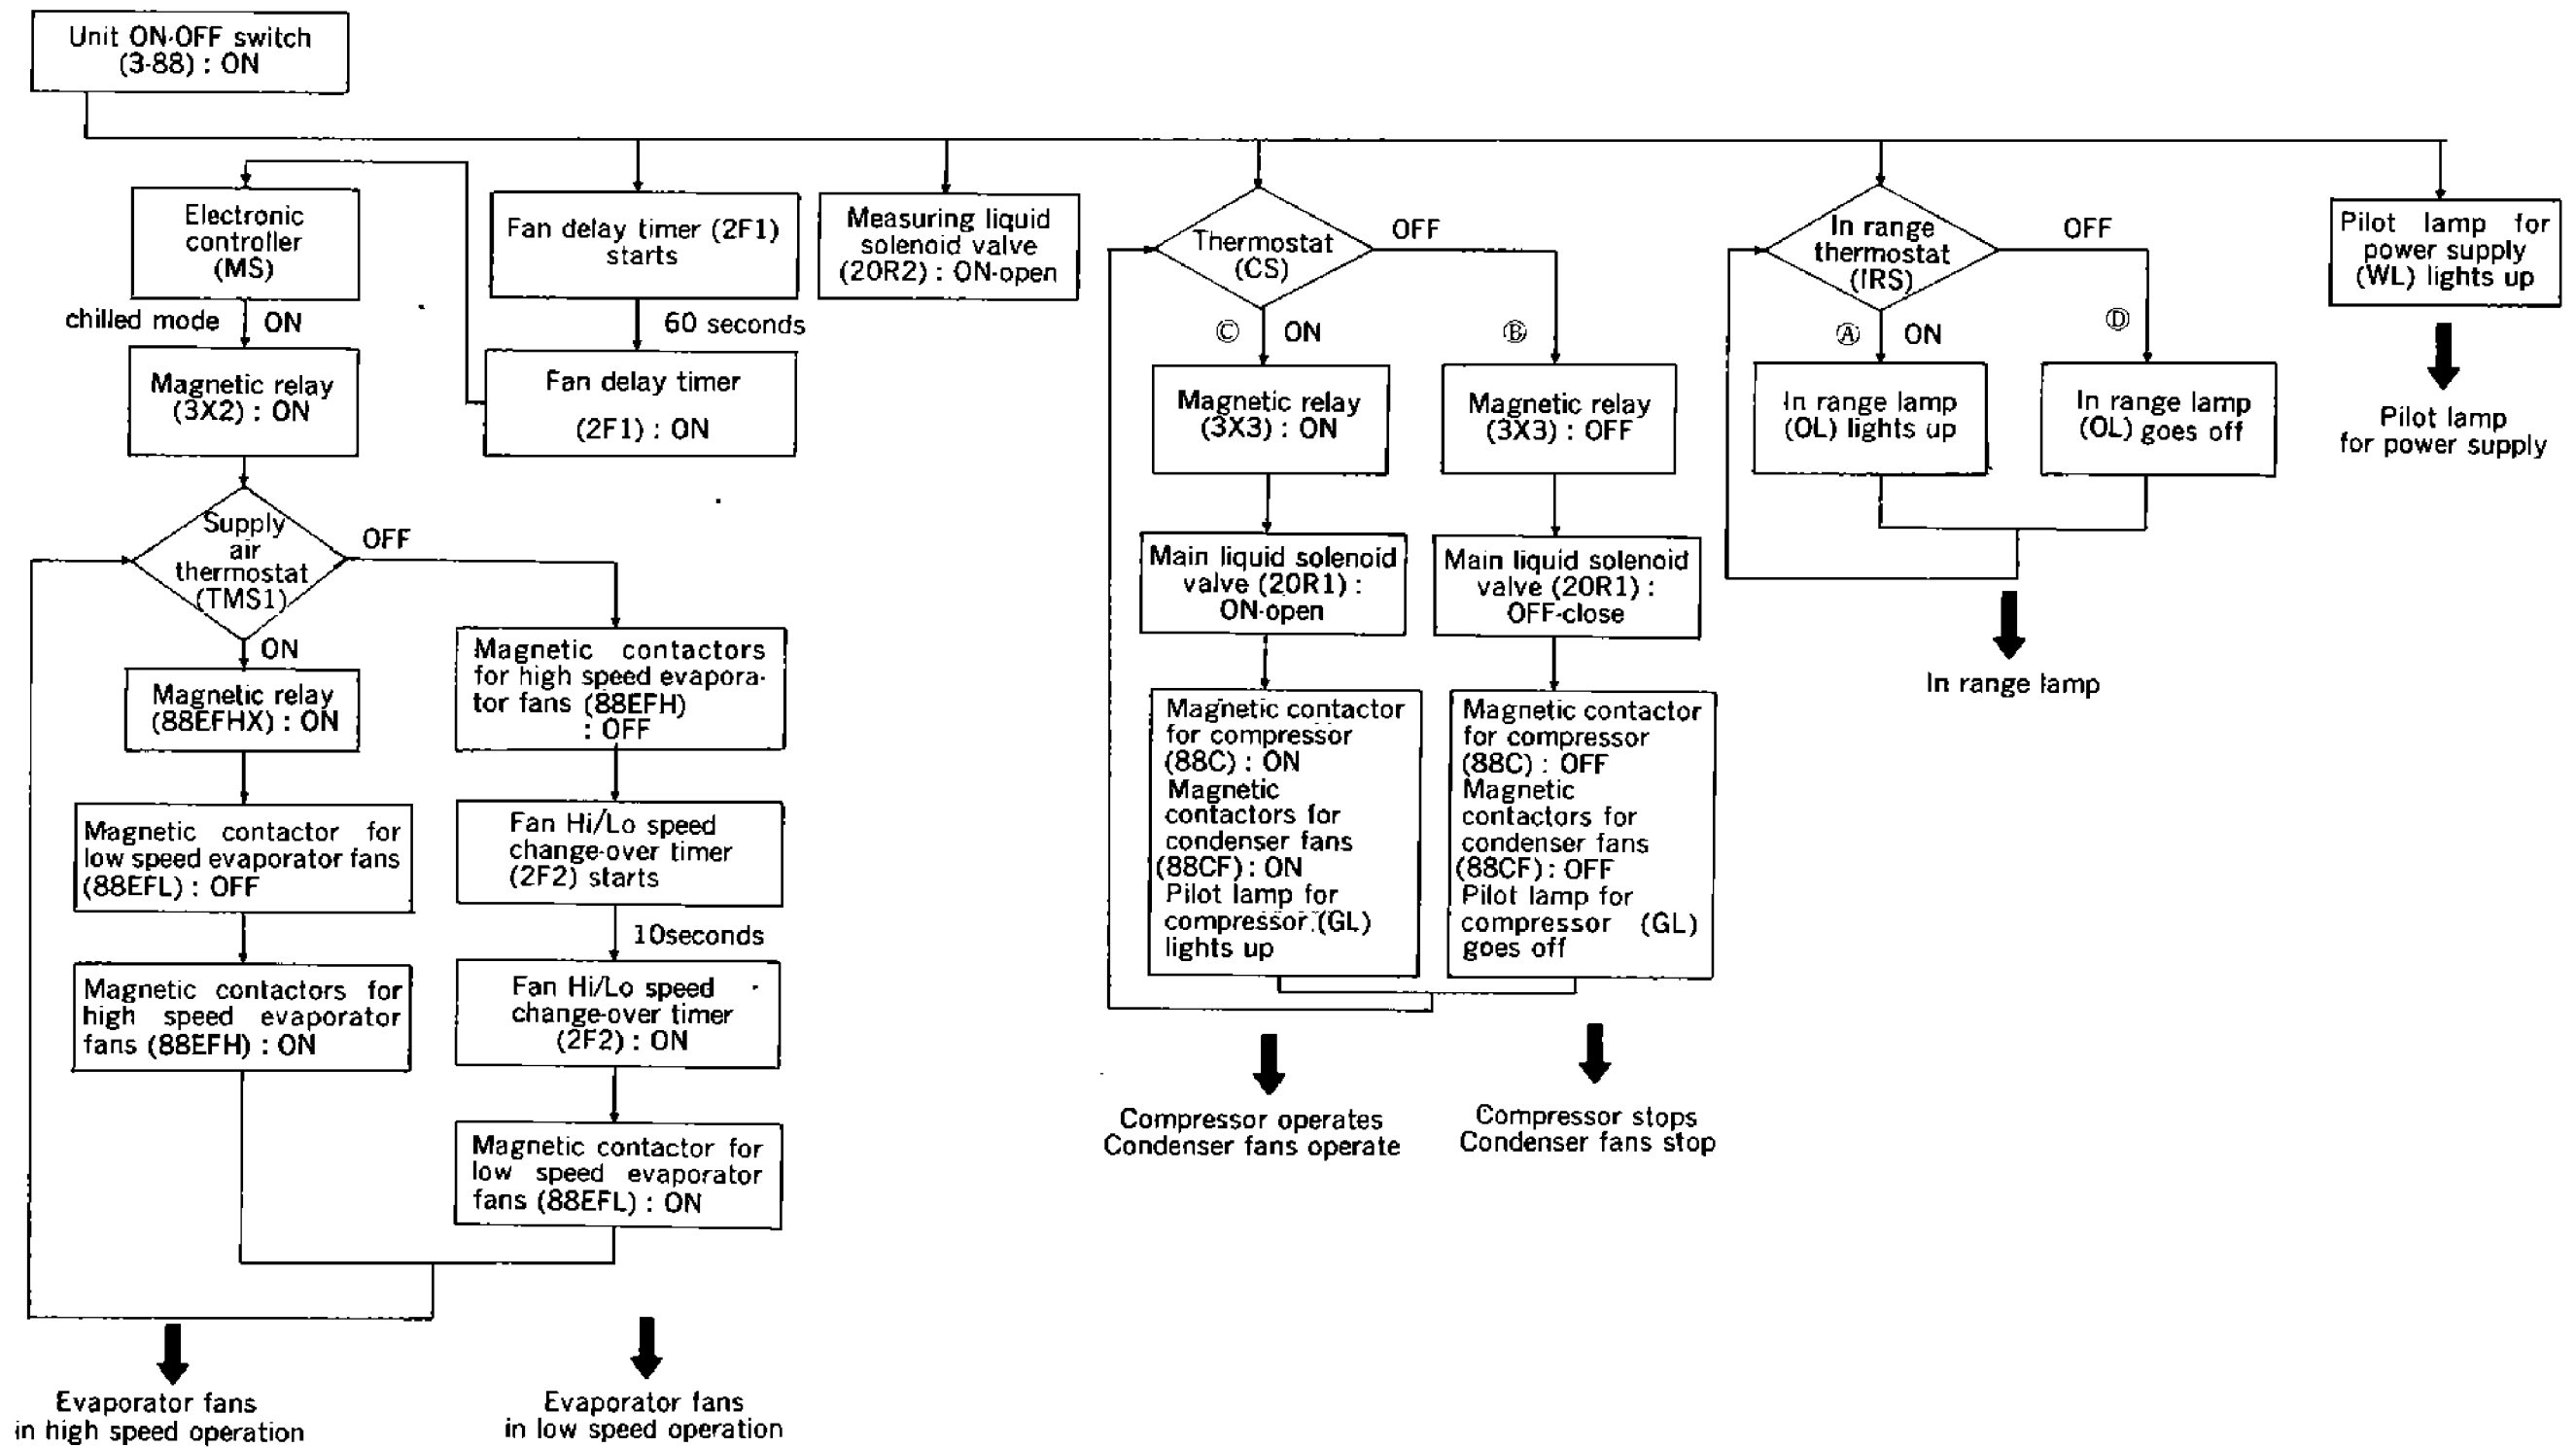 Unit ON-OFF switch
(3-88) : ON
Electronic
controller
(MS)
chilled mode
ON
Magnetic relay
(3X2) : ON
Supply
air
thermostat
(TMS1)
OFF
ON
Magnetic relay
(88EFHX) : ON
Magnetic contactor for
low speed evaporator fans
(88EFL) : OFF
Magnetic contactors for
high speed evaporator
fans (88EFH) : ON
Evaporator fans
in high speed operation
Fan delay timer (2F1)
starts
60 seconds
Fan delay timer
(2F1) : ON
Magnetic contactors
for high speed evapora-
tor fans (88EFH)
: OFF
Fan Hi/Lo speed
change-over timer
(2F2) starts
10seconds
Fan Hi/Lo speed
change-over timer
(2F2) : ON
Magnetic contactor for
low speed evaporator
fans (88EFL) : ON
Evaporator fans
in low speed operation
Measuring liquid
solenoid valve
(20R2) : ON-open
Thermostat
(CS)
OFF
Ⓒ ON
Magnetic relay
(3X3) : ON
Main liquid solenoid
valve (20R1) :
ON-open
Magnetic contactor
for compressor
(88C) : ON
Magnetic
contactors for
condenser fans
(88CF) : ON
Pilot lamp for
compressor (GL)
lights up
Compressor operates
Condenser fans operate
Ⓑ
Magnetic relay
(3X3) : OFF
Main liquid solenoid
valve (20R1) :
OFF-close
Magnetic contactor
for compressor
(88C) : OFF
Magnetic
contactors for
condenser fans
(88CF) : OFF
Pilot lamp for
compressor (GL)
goes off
Compressor stops
Condenser fans stop
In range
thermostat
(IRS)
OFF
Ⓐ ON
In range lamp
(OL) lights up
Ⓓ
In range lamp
(OL) goes off
In range lamp
Pilot lamp for
power supply
(WL) lights up
Pilot lamp
for power supply